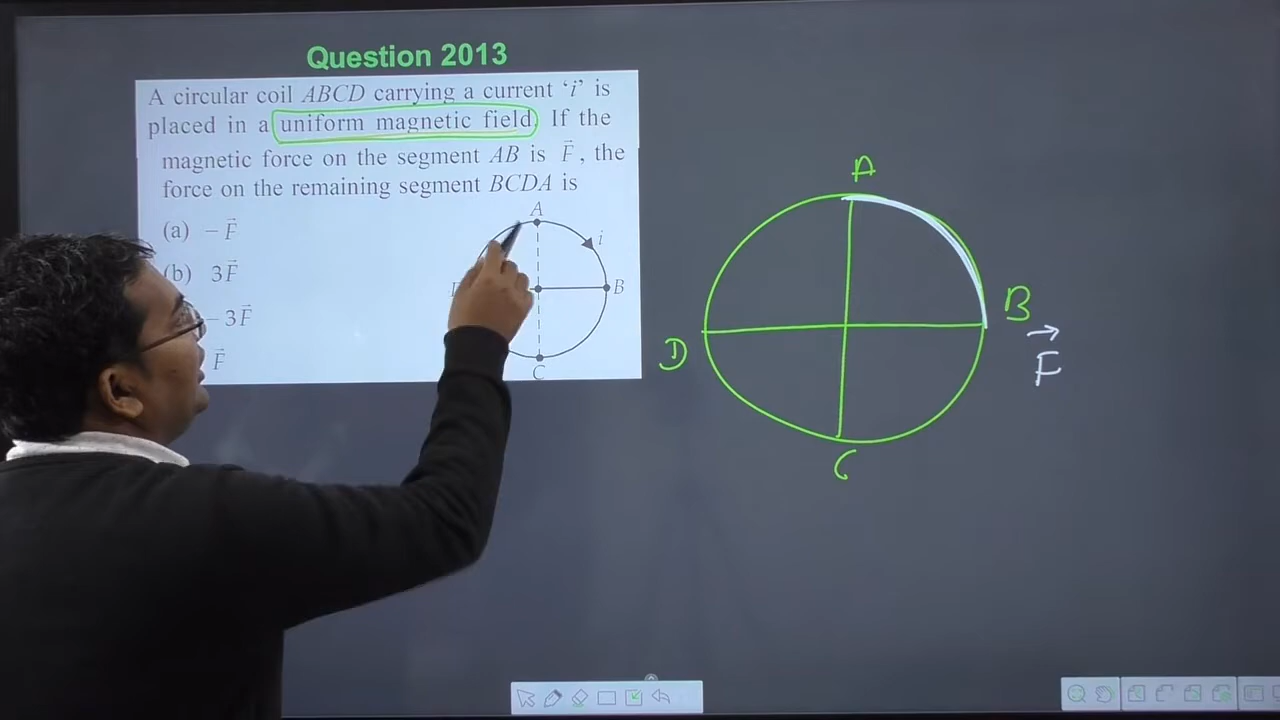 Question 2013
A circular coil ABCD carrying a current ‘i’ is
placed in a uniform magnetic field. If the
magnetic force on the segment AB is F⃗, the
force on the remaining segment BCDA is
(a) −F⃗
(b) 3F⃗
−3F⃗
F⃗
A
i
B
C
A
B
F⃗
D
C